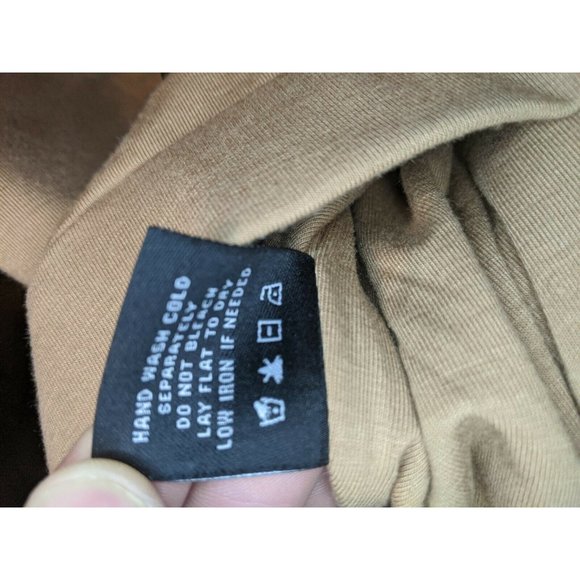 HAND WASH COLD
SEPARATELY
DO NOT BLEACH
LAY FLAT TO DRY
LOW IRON IF NEEDED